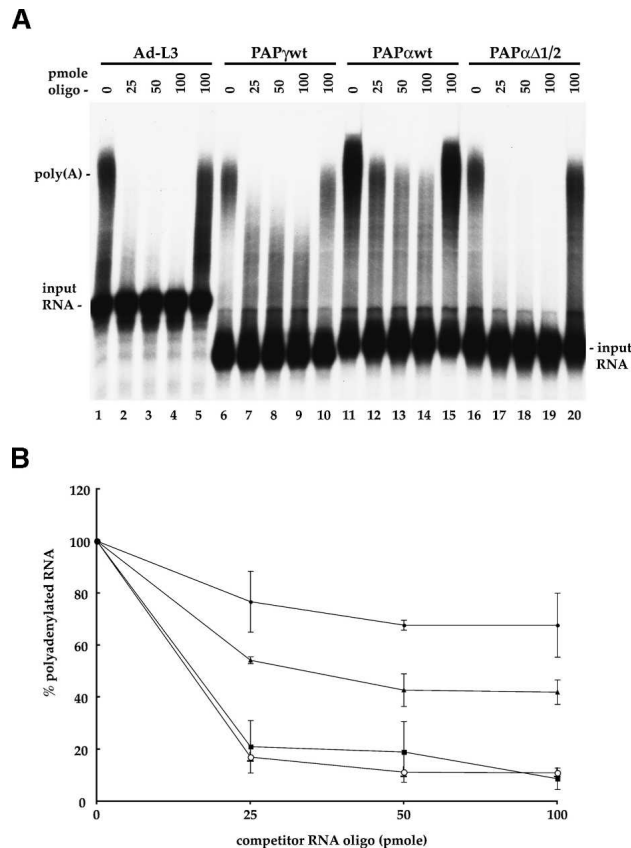 A
Ad-L3 PAPγwt PAPαwt PAPαΔ1/2
pmole oligo - 0 25 50 100 100 0 25 50 100 100 0 25 50 100 100 0 25 50 100 100
poly(A) -
input RNA -
- input RNA
1 2 3 4 5 6 7 8 9 10 11 12 13 14 15 16 17 18 19 20
B
120
100
80
60
40
20
0
% polyadenylated RNA
0 25 50 100
competitor RNA oligo (pmole)